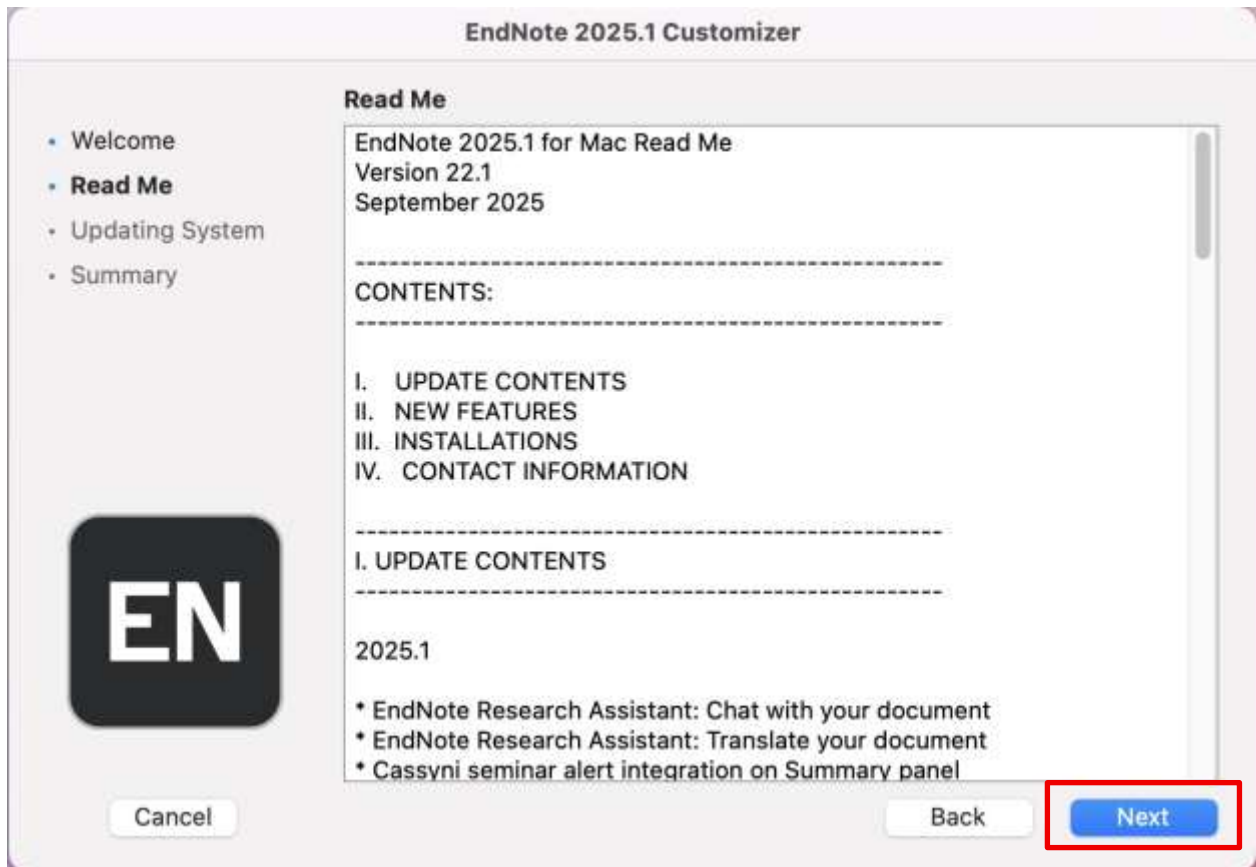 EndNote 2025.1 Customizer
Welcome
Read Me
Updating System
Summary
EN
Read Me
EndNote 2025.1 for Mac Read Me
Version 22.1
September 2025
----------------------------------------------------
CONTENTS:
----------------------------------------------------
I. UPDATE CONTENTS
II. NEW FEATURES
III. INSTALLATIONS
IV. CONTACT INFORMATION
----------------------------------------------------
I. UPDATE CONTENTS
----------------------------------------------------
2025.1
* EndNote Research Assistant: Chat with your document
* EndNote Research Assistant: Translate your document
* Cassyni seminar alert integration on Summary panel
Cancel
Back
Next